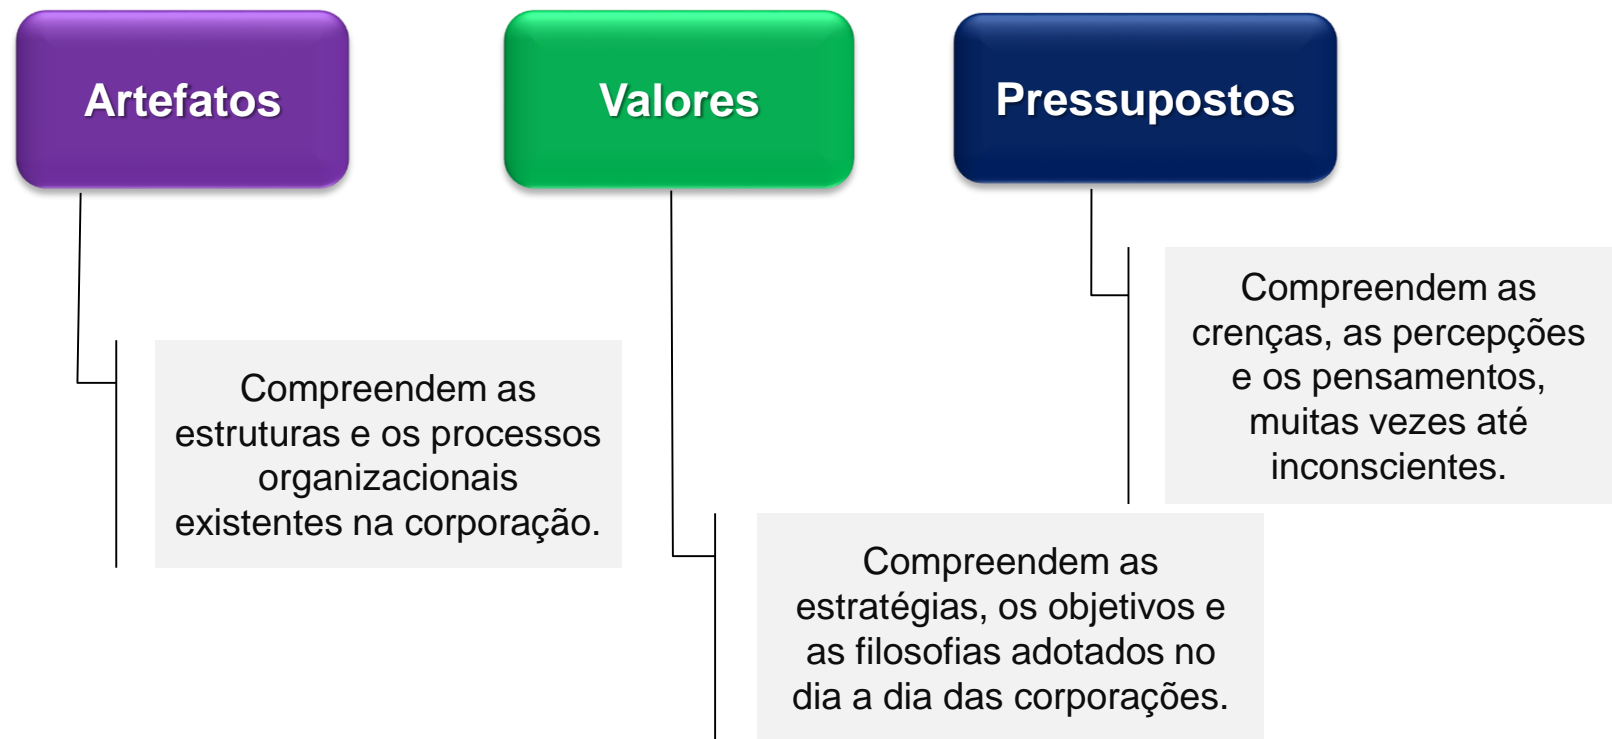 Artefatos
Valores
Pressupostos
Compreendem as
estruturas e os processos
organizacionais
existentes na corporação.
Compreendem as
estratégias, os objetivos e
as filosofias adotados no
dia a dia das corporações.
Compreendem as
crenças, as percepções
e os pensamentos,
muitas vezes até
inconscientes.